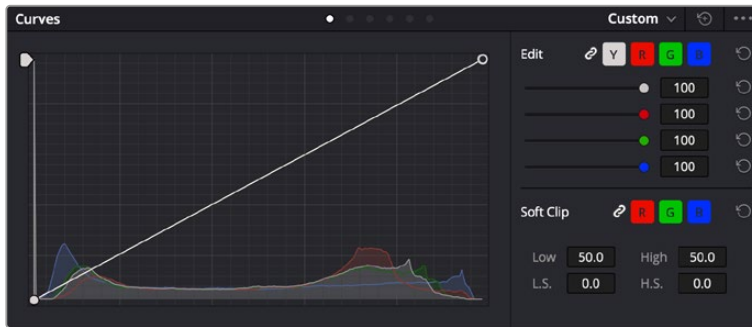 Curves Custom
Edit Y R G B
100
100
100
100
Soft Clip R G B
Low 50.0 High 50.0
L.S. 0.0 H.S. 0.0